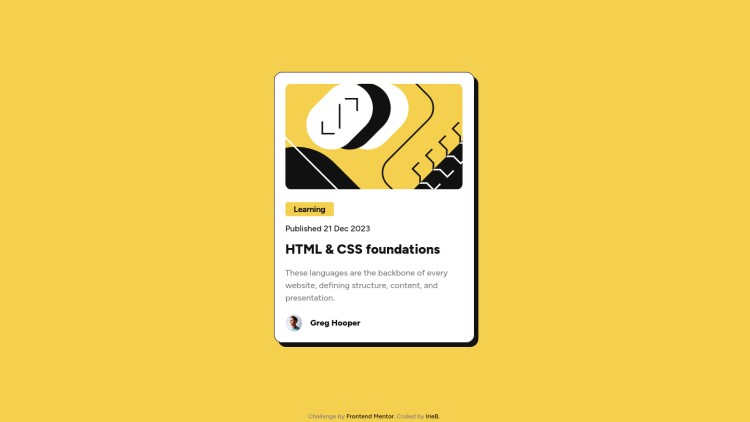 Learning
Published 21 Dec 2023
HTML & CSS foundations
These languages are the backbone of every
website, defining structure, content, and
presentation.
Greg Hooper
Challenge by Frontend Mentor. Coded by IrieB.